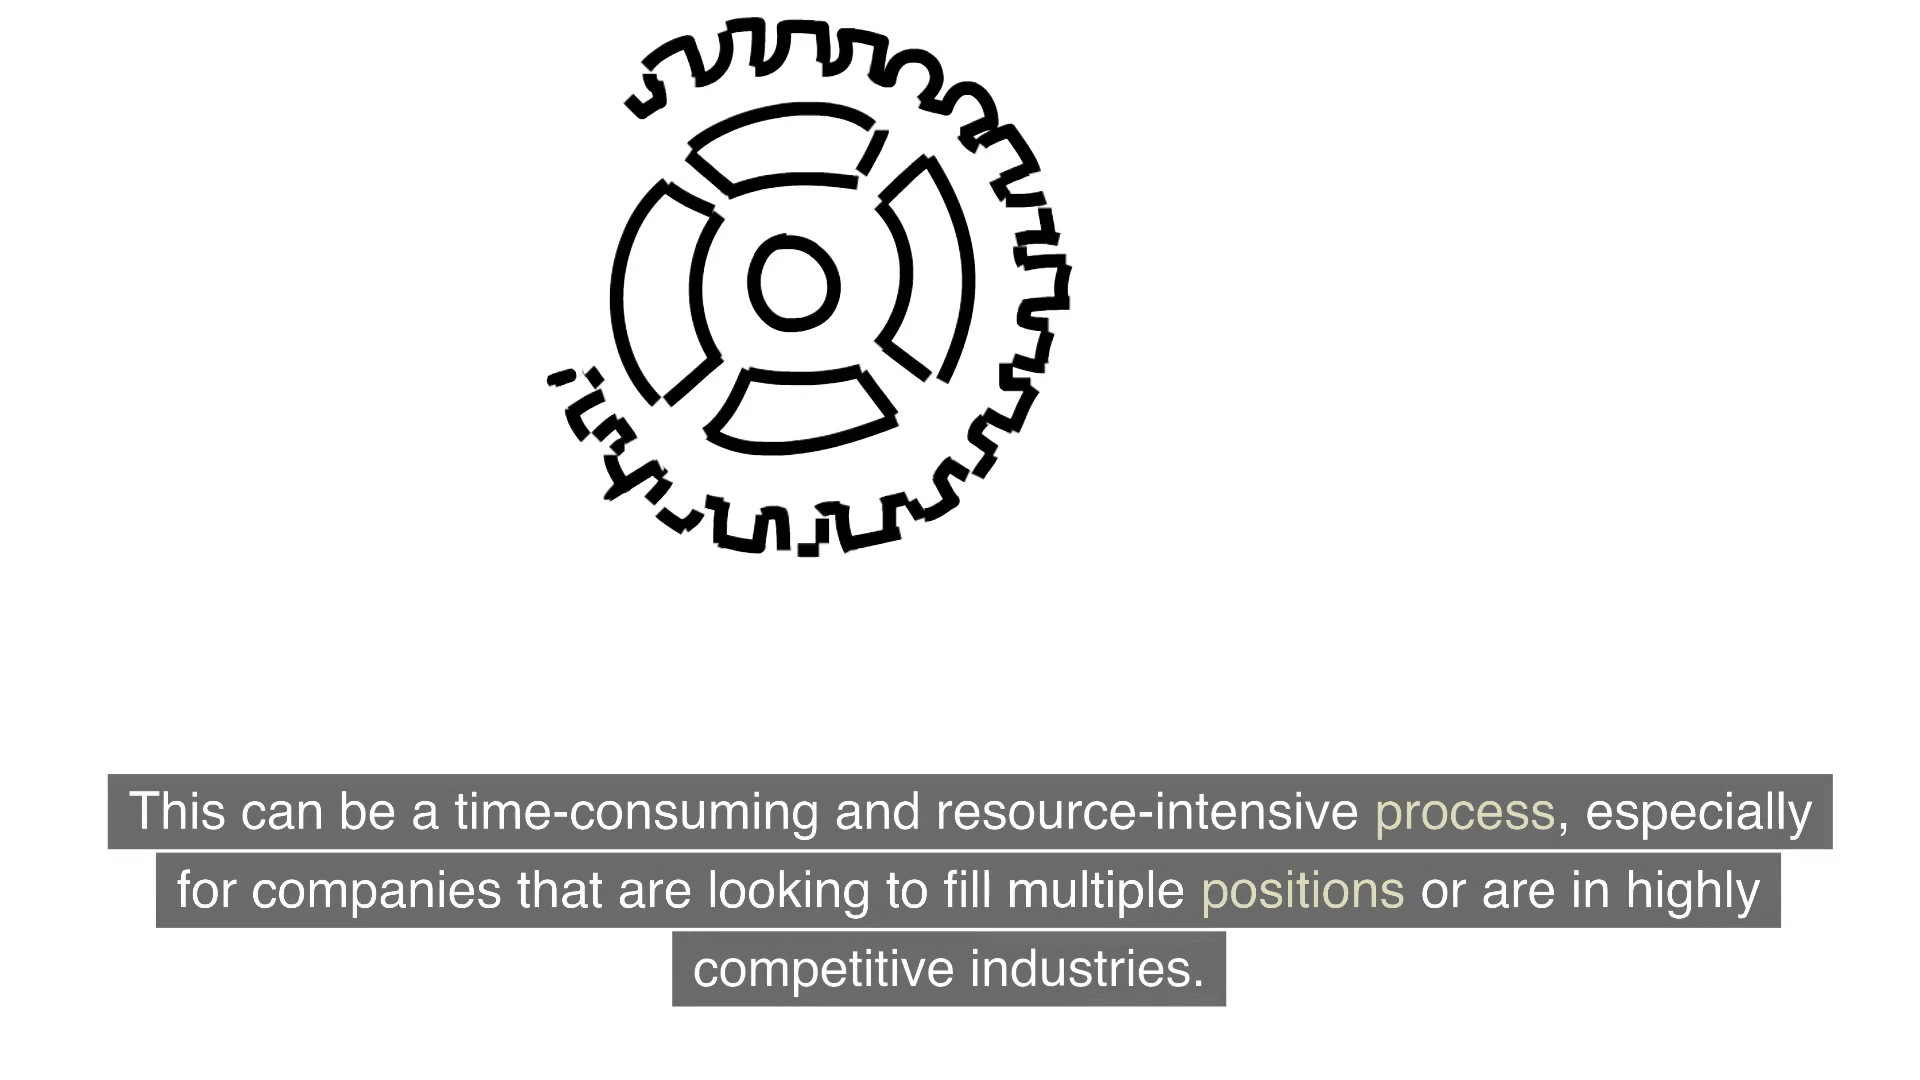 This can be a time-consuming and resource-intensive process, especially
for companies that are looking to fill multiple positions or are in highly
competitive industries.